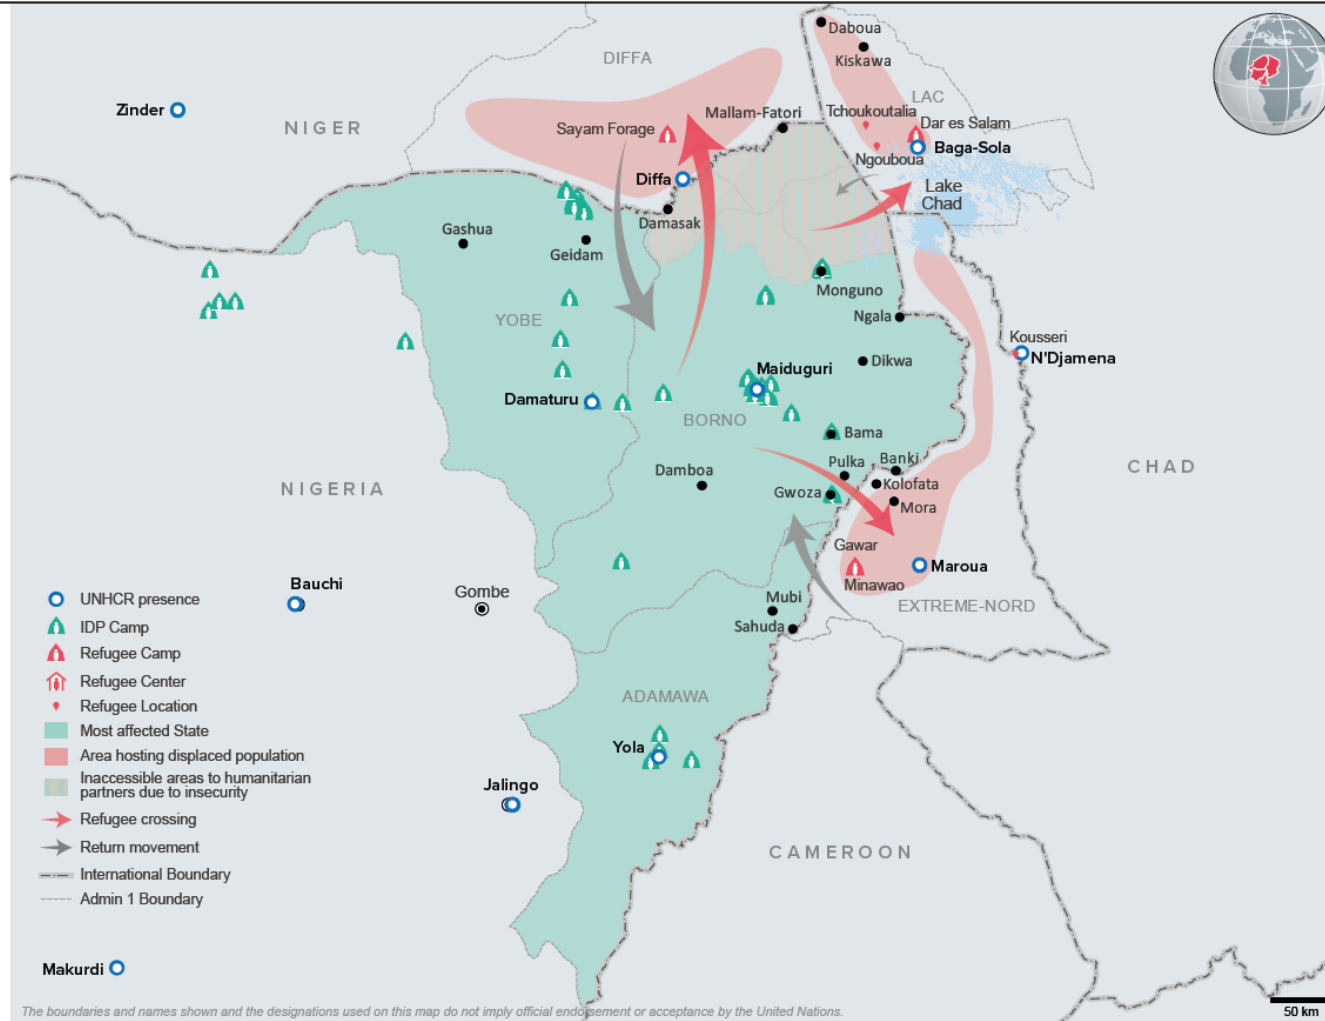 Daboua
Kiskawa
DIFFA
LAC
Zinder
NIGER
Mallam-Fatori
Tchoukoutalia
Sayam Forage
Dar es Salam
Baga-Sola
Ngouboua
Diffa
Lake
Chad
Damasak
Gashua
Geidam
Monguno
YOBE
Ngala
Kousseri
N'Djamena
Dikwa
Maiduguri
Damaturu
BORNO
Bama
Damboa
Pulka
Banki
CHAD
NIGERIA
Gwoza
Kolofata
Mora
Gawar
Maroua
Minawao
Bauchi
Gombe
Mubi
EXTREME-NORD
Sahuda
ADAMAWA
Yola
Jalingo
CAMEROON
Makurdi
UNHCR presence
IDP Camp
Refugee Camp
Refugee Center
Refugee Location
Most affected State
Area hosting displaced population
Inaccessible areas to humanitarian
partners due to insecurity
Refugee crossing
Return movement
International Boundary
Admin 1 Boundary
The boundaries and names shown and the designations used on this map do not imply official endorsement or acceptance by the United Nations.
50 km